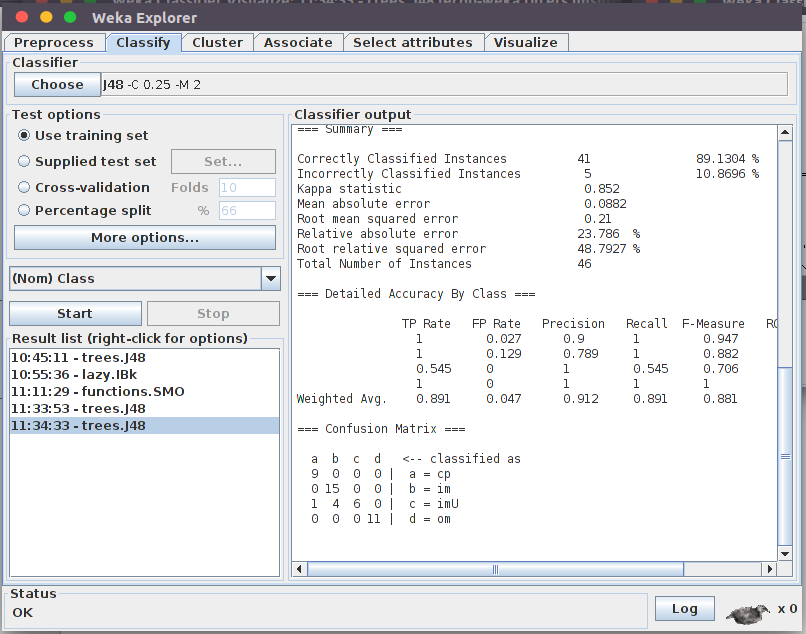 Weka Explorer
Preprocess Classify Cluster Associate Select attributes Visualize
Classifier
Choose J48 -C 0.25 -M 2
Test options
Use training set
Supplied test set Set...
Cross-validation Folds 10
Percentage split % 66
More options...
(Nom) Class
Start Stop
Result list (right-click for options)
10:45:11 - trees.J48
10:55:36 - lazy.IBk
11:11:29 - functions.SMO
11:33:53 - trees.J48
11:34:33 - trees.J48
Classifier output
=== Summary ===
Correctly Classified Instances 41 89.1304 %
Incorrectly Classified Instances 5 10.8696 %
Kappa statistic 0.852
Mean absolute error 0.0882
Root mean squared error 0.21
Relative absolute error 23.786 %
Root relative squared error 48.7927 %
Total Number of Instances 46
=== Detailed Accuracy By Class ===
TP Rate FP Rate Precision Recall F-Measure
1 0.027 0.9 1 0.947
1 0.129 0.789 1 0.882
0.545 0 1 0.545 0.706
1 0 1 1 1
Weighted Avg. 0.891 0.047 0.912 0.891 0.881
=== Confusion Matrix ===
a b c d <-- classified as
9 0 0 0 | a = cp
0 15 0 0 | b = im
1 4 6 0 | c = imU
0 0 0 11 | d = om
Status
OK
Log x 0